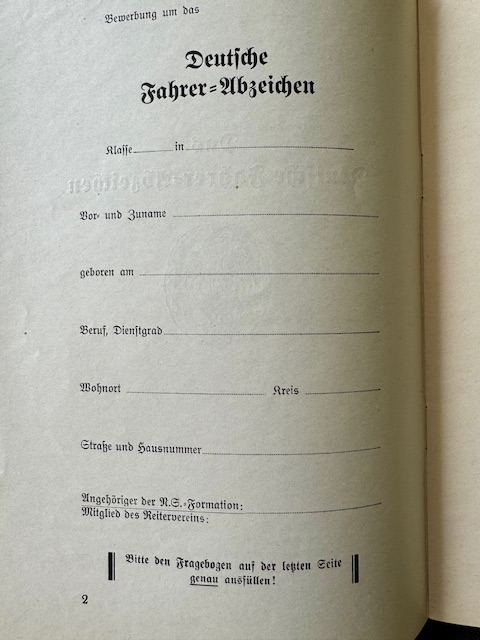 Bewerbung um das
Deutsche
Fahrer-Abzeichen
Klasse in
Vor- und Zuname
geboren am
Beruf, Dienstgrad
Wohnort Kreis
Straße und Hausnummer
Angehöriger der N.S.-Formation:
Mitglied des Reitervereins:
Bitte den Fragebogen auf der letzten Seite
genau ausfüllen!
2